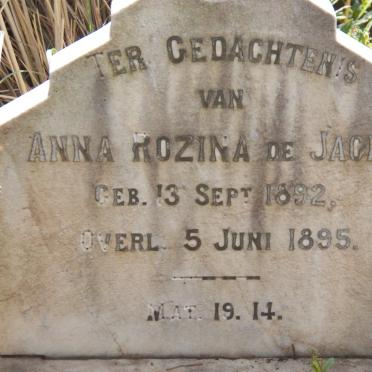 TER GEDACHTENIS
VAN
ANNA ROZINA DE
GEB. 13 SEPT 1892,
OVERL. 5 JUNI 1895.
MAT. 19. 14.